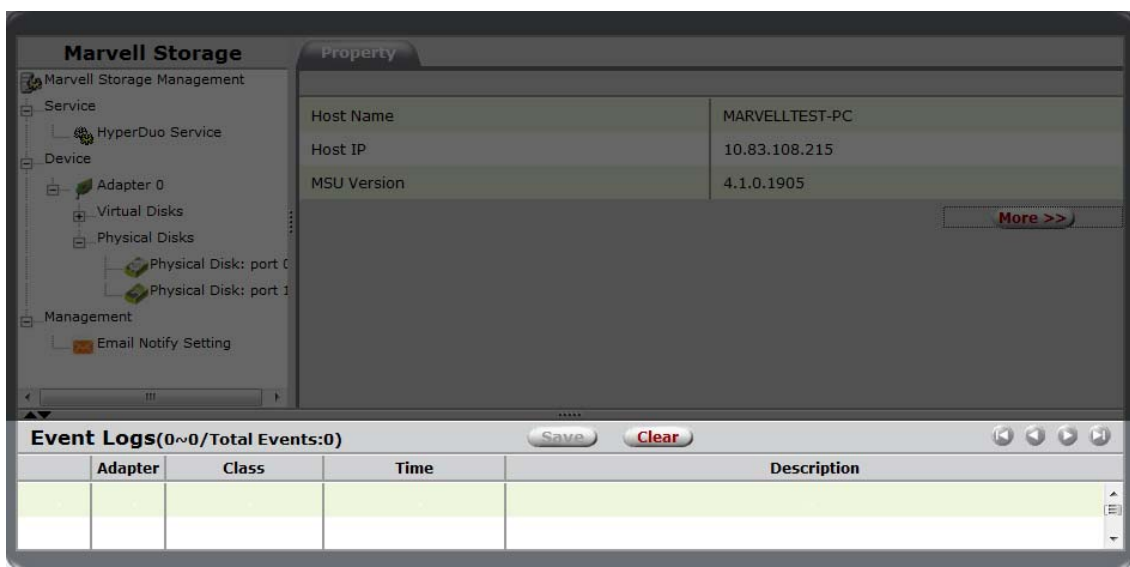 Marvell Storage
Marvell Storage Management
Service
HyperDuo Service
Device
Adapter 0
Virtual Disks
Physical Disks
Physical Disk: port 0
Physical Disk: port 1
Management
Email Notify Setting
Property
Host Name MARVELLTEST-PC
Host IP 10.83.108.215
MSU Version 4.1.0.1905
More >>
Event Logs(0~0/Total Events:0) Save Clear
Adapter Class Time Description